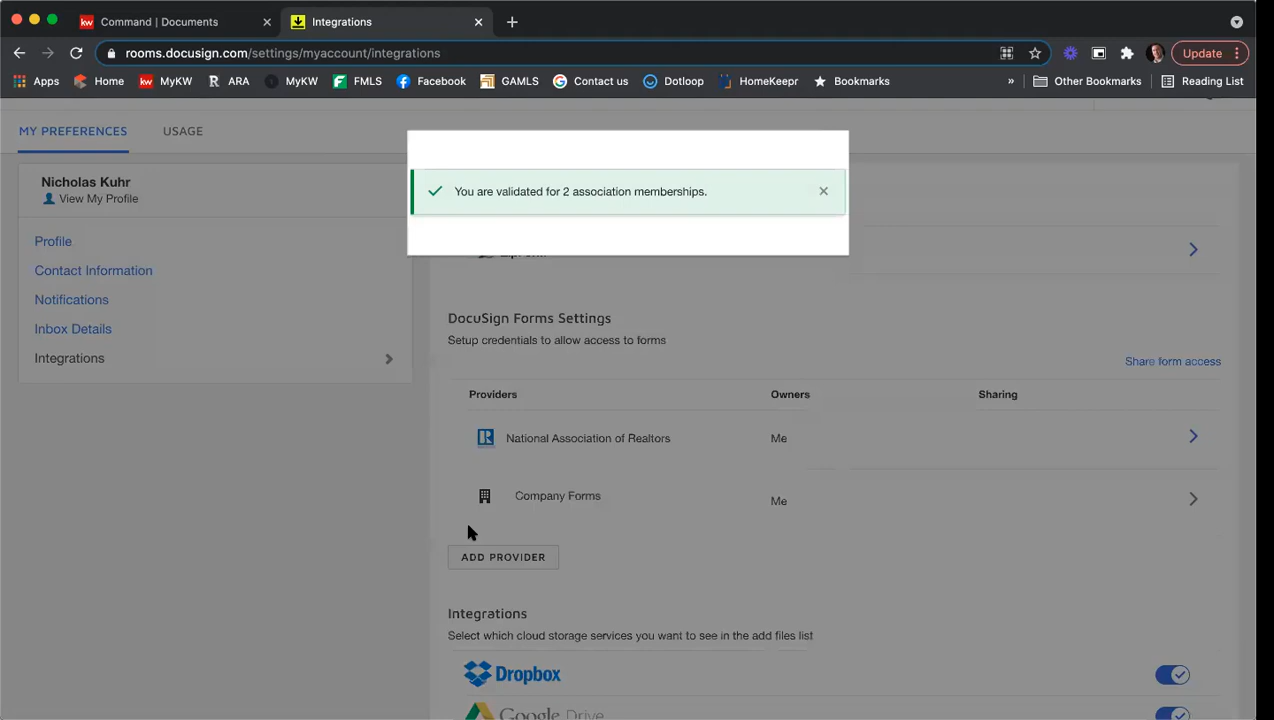 Command | Documents
Integrations
rooms.docusign.com/settings/myaccount/integrations
Update
Apps
Home
MyKW
ARA
MyKW
FMLS
Facebook
GAMLS
Contact us
Dotloop
HomeKeepr
Bookmarks
»
Other Bookmarks
Reading List
MY PREFERENCES
USAGE
Nicholas Kuhr
View My Profile
Profile
Contact Information
Notifications
Inbox Details
Integrations
You are validated for 2 association memberships.
DocuSign Forms Settings
Setup credentials to allow access to forms
Share form access
Providers
Owners
Sharing
National Association of Realtors
Me
Company Forms
Me
ADD PROVIDER
Integrations
Select which cloud storage services you want to see in the add files list
Dropbox
Google Drive